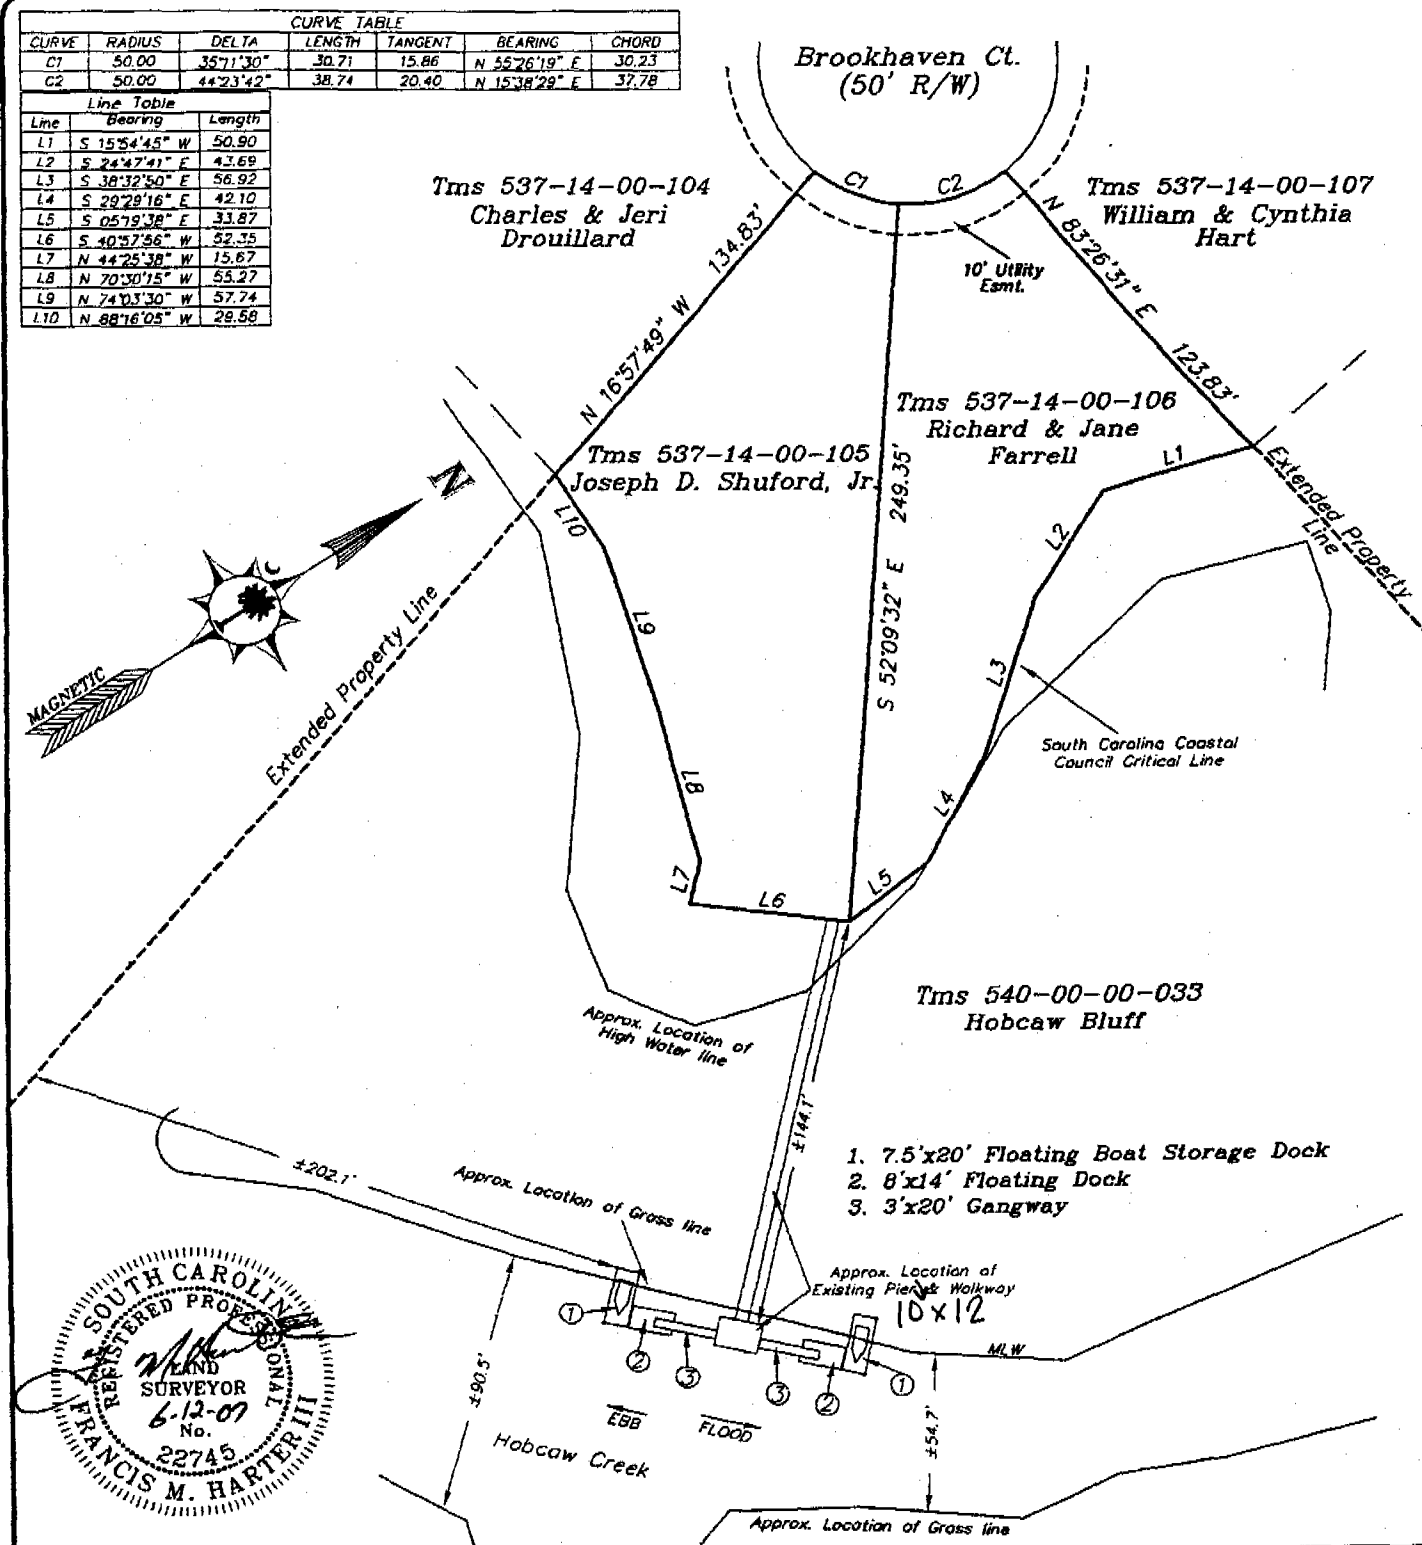 CURVE TABLE
CURVE RADIUS DELTA LENGTH TANGENT BEARING CHORD
C1 50.00 35°11'30" 30.71 15.86 N 55°26'19" E 30.23
C2 50.00 44°23'42" 38.74 20.40 N 15°38'29" E 37.78
Line Table
Line Bearing Length
L1 S 15°54'45" W 50.90
L2 S 24°47'41" E 43.69
L3 S 38°32'50" E 56.92
L4 S 29°29'16" E 42.10
L5 S 05°19'38" E 33.87
L6 S 40°57'56" W 52.35
L7 N 44°25'38" W 15.67
L8 N 70°30'15" W 55.27
L9 N 74°03'30" W 57.74
L10 N 88°16'05" W 29.58
Brookhaven Ct.
(50' R/W)
C1 C2
Tms 537-14-00-104
Charles & Jeri
Drouillard
Tms 537-14-00-107
William & Cynthia
Hart
10' Utility
Esmt.
N 16°57'49" W 134.83'
N 83°26'31" E 123.83'
Tms 537-14-00-106
Richard & Jane
Farrell
Tms 537-14-00-105
Joseph D. Shuford, Jr.
S 52°09'32" E 249.35'
L1
L2
L3
L4
L5
L6
L7
L8
L9
L10
Extended Property
Line
Extended Property Line
N
MAGNETIC
South Carolina Coastal
Council Critical Line
Tms 540-00-00-033
Hobcaw Bluff
Approx. Location of
High Water line
±144.1'
±202.1'
Approx. Location of Grass line
1. 7.5'x20' Floating Boat Storage Dock
2. 8'x14' Floating Dock
3. 3'x20' Gangway
Approx. Location of
Existing Pier & Walkway
10x12
MLW
1
2
3
3
2
1
±90.5'
±54.7'
EBB
FLOOD
Hobcaw Creek
Approx. Location of Grass line
SOUTH CAROLINA
REGISTERED PROFESSIONAL
LAND
SURVEYOR
6-12-07
No.
22745
FRANCIS M. HARTER III